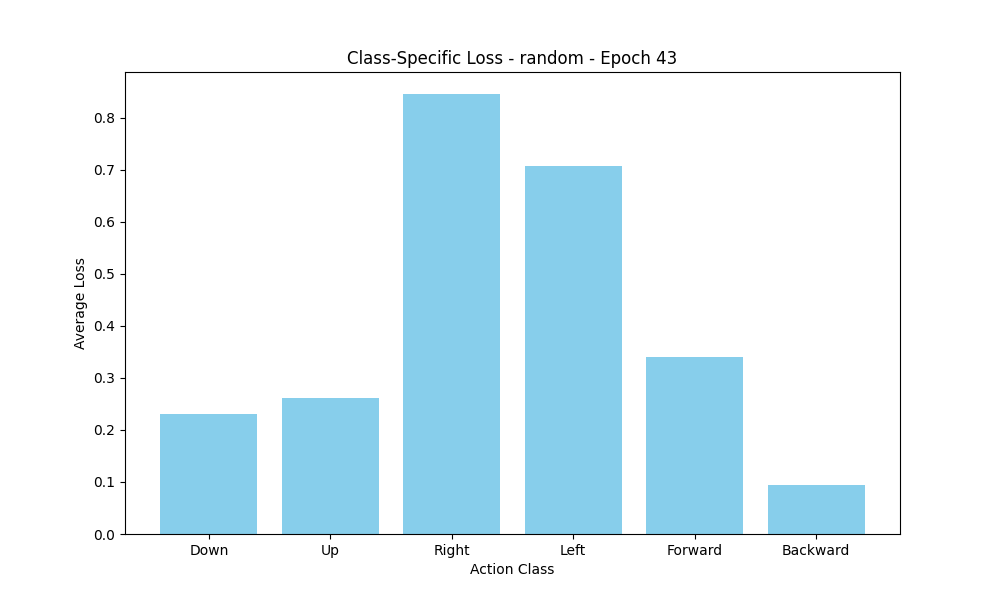 Class-Specific Loss - random - Epoch 43
Average Loss
0.8
0.7
0.6
0.5
0.4
0.3
0.2
0.1
0.0
Down Up Right Left Forward Backward
Action Class